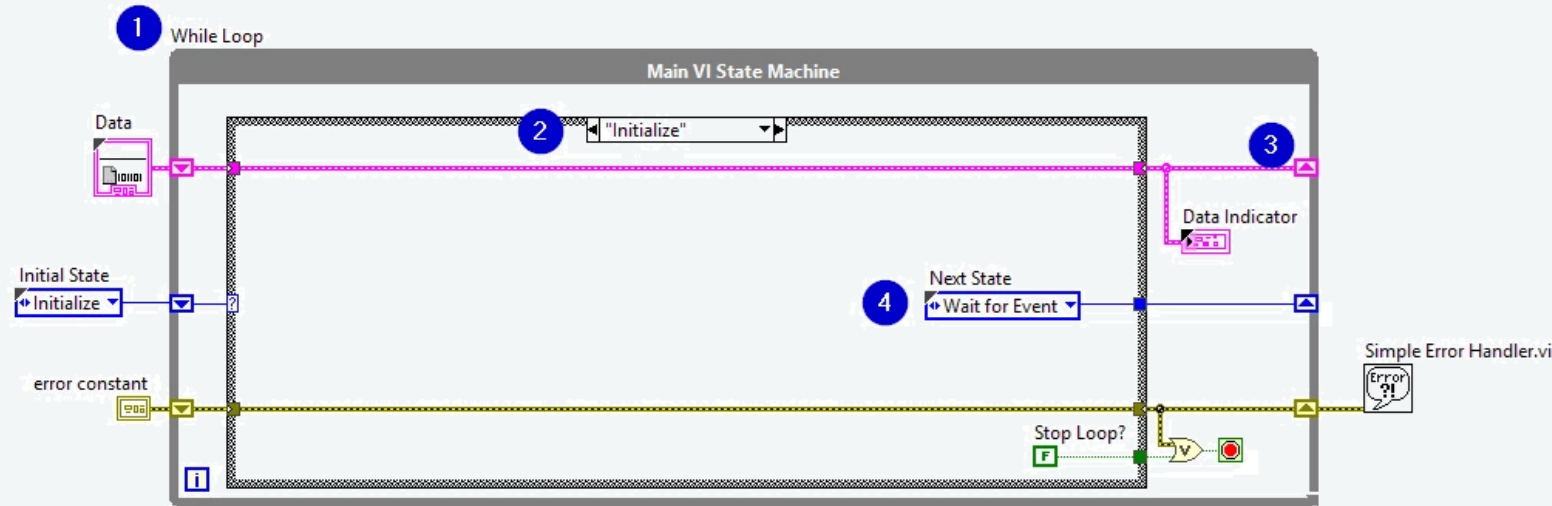 1
While Loop
Main VI State Machine
Data
2
"Initialize"
3
Data Indicator
Initial State
Initialize
Next State
4
Wait for Event
Simple Error Handler.vi
Error
?!
error constant
Stop Loop?
F
V
i